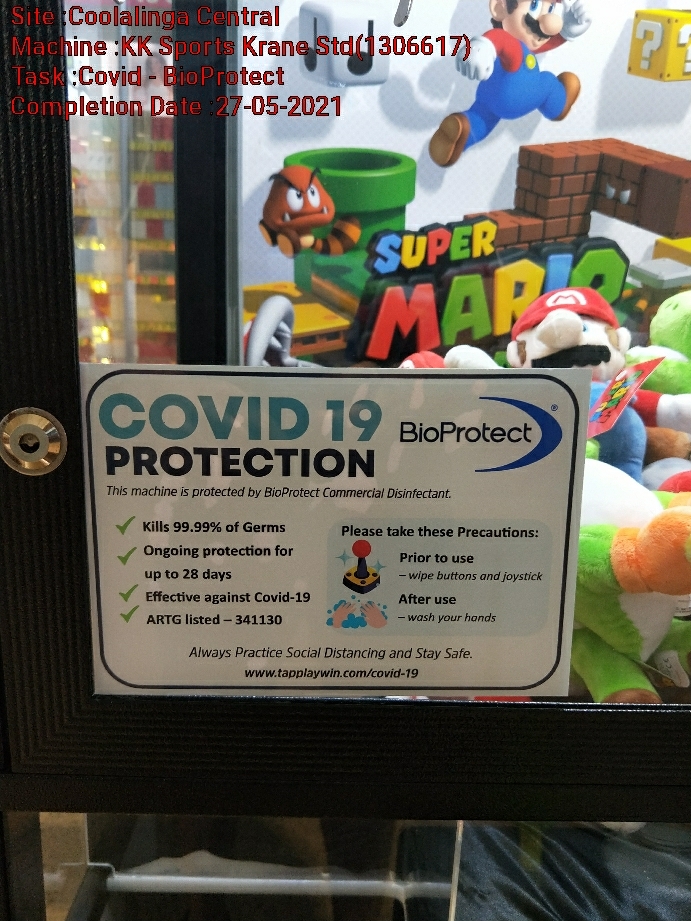 Site :Coolalinga Central
Machine :KK Sports Krane Std(1306617)
Task :Covid - BioProtect
Completion Date :27-05-2021
? ?
SUPER
MARIO
M
COVID 19
PROTECTION
BioProtect®
This machine is protected by BioProtect Commercial Disinfectant.
Kills 99.99% of Germs
Ongoing protection for
up to 28 days
Effective against Covid-19
ARTG listed – 341130
Please take these Precautions:
Prior to use
– wipe buttons and joystick
After use
– wash your hands
Always Practice Social Distancing and Stay Safe.
www.tapplaywin.com/covid-19